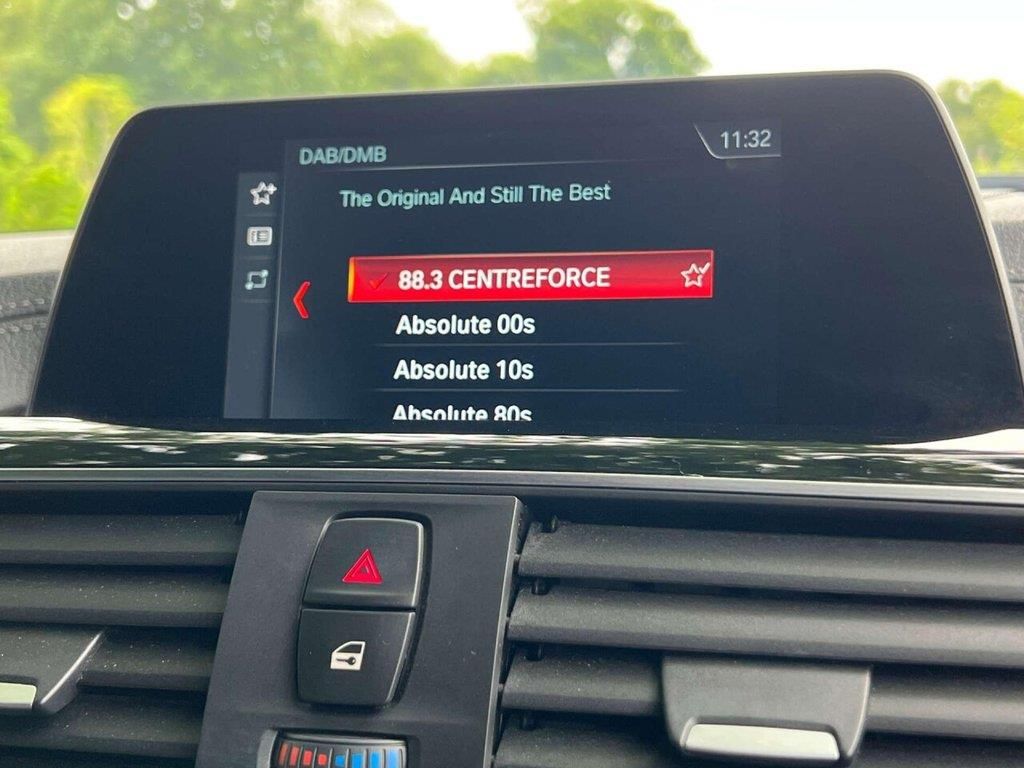 DAB/DMB
11:32
The Original And Still The Best
88.3 CENTREFORCE
Absolute 00s
Absolute 10s
Absolute 80s